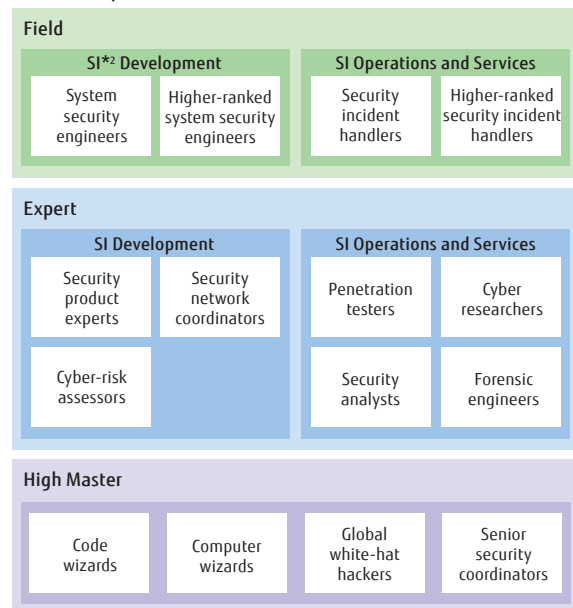 Field
SI*2 Development
System
security
engineers
Higher-ranked
system security
engineers
SI Operations and Services
Security
incident
handlers
Higher-ranked
security incident
handlers
Expert
SI Development
Security
product
experts
Security
network
coordinators
Cyber-risk
assessors
SI Operations and Services
Penetration
testers
Cyber
researchers
Security
analysts
Forensic
engineers
High Master
Code
wizards
Computer
wizards
Global
white-hat
hackers
Senior
security
coordinators